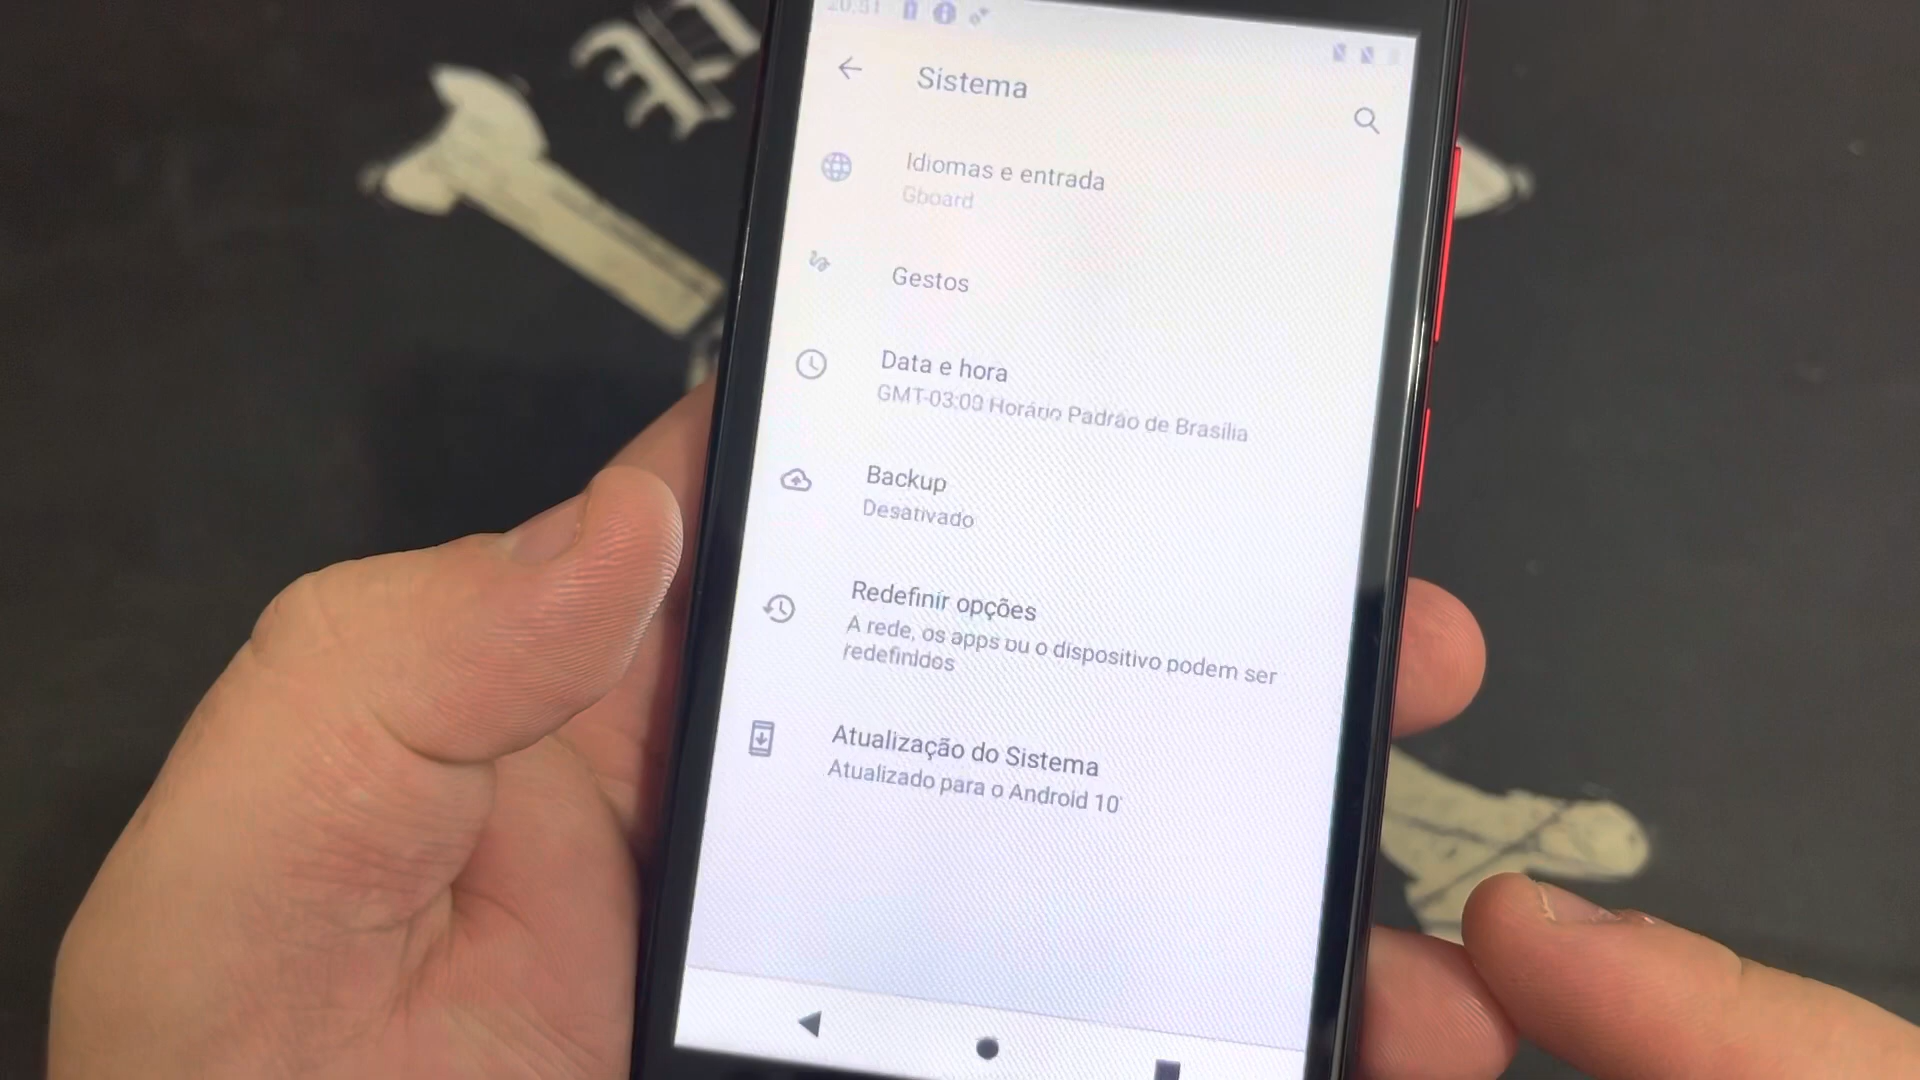 Sistema
Idiomas e entrada
Gboard
Gestos
Data e hora
GMT-03:00 Horário Padrão de Brasília
Backup
Desativado
Redefinir opções
A rede, os apps ou o dispositivo podem ser
redefinidos
Atualização do Sistema
Atualizado para o Android 10